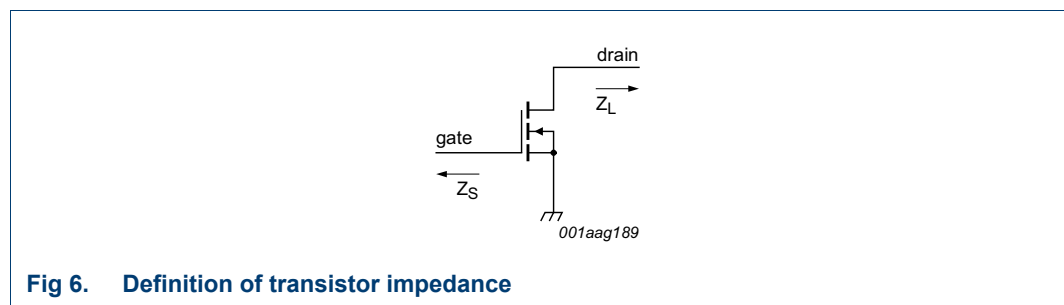 drain
Z_L
gate
Z_S
001aag189
Fig 6. Definition of transistor impedance